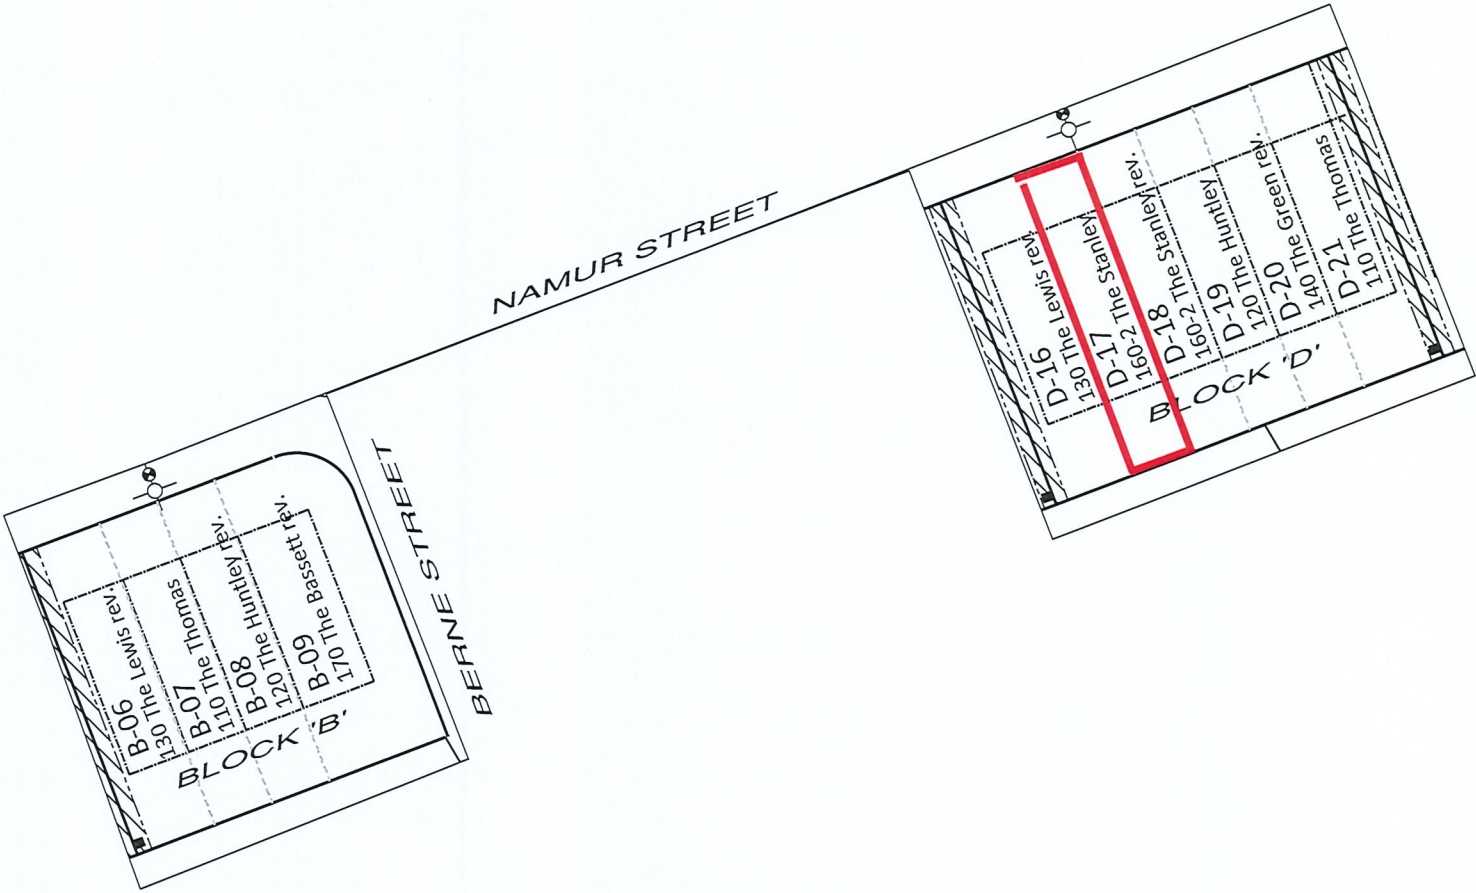 NAMUR STREET
BERNE STREET
B-06
130 The Lewis rev.
B-07
110 The Thomas
B-08
120 The Huntley rev.
B-09
170 The Bassett rev.
BLOCK 'B'
D-16
130 The Lewis rev.
D-17
160-2 The Stanley
D-18
160-2 The Stanley rev.
D-19
120 The Huntley
D-20
140 The Green rev.
D-21
110 The Thomas
BLOCK 'D'